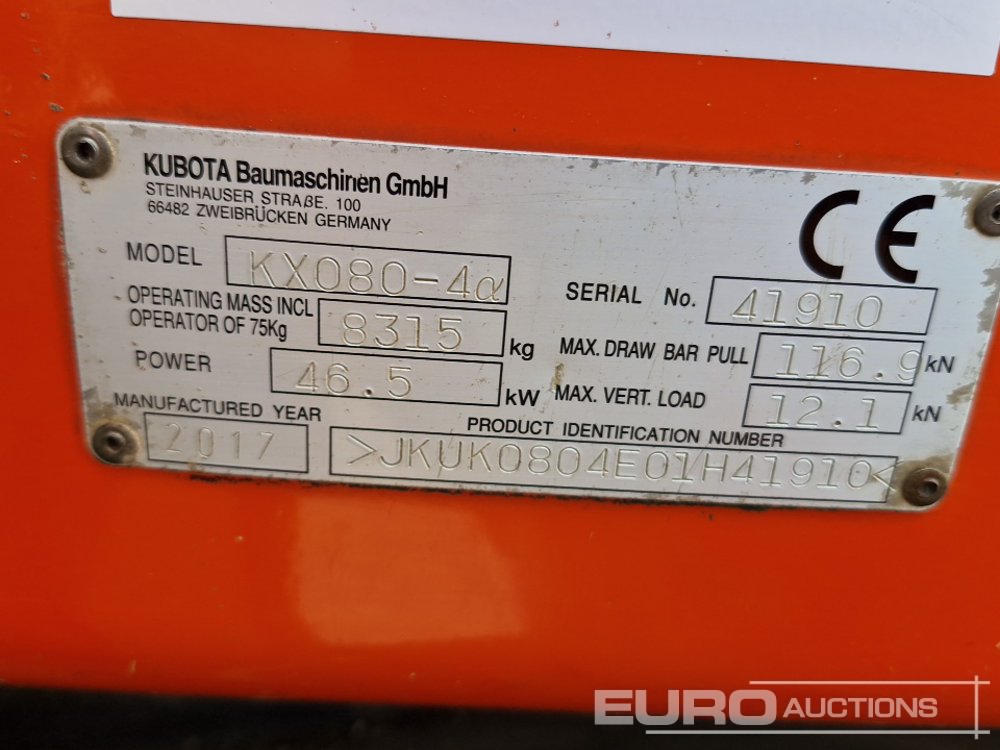 KUBOTA Baumaschinen GmbH
STEINHAUSER STRAßE. 100
66482 ZWEIBRÜCKEN GERMANY
CE
MODEL KX080-4α
SERIAL No. 41910
OPERATING MASS INCL
OPERATOR OF 75Kg 8315 kg
MAX. DRAW BAR PULL 116.9 kN
POWER 46.5 kW
MAX. VERT. LOAD 12.1 kN
MANUFACTURED YEAR
2017
PRODUCT IDENTIFICATION NUMBER
>JKUK0804E01H41910<
EURO AUCTIONS